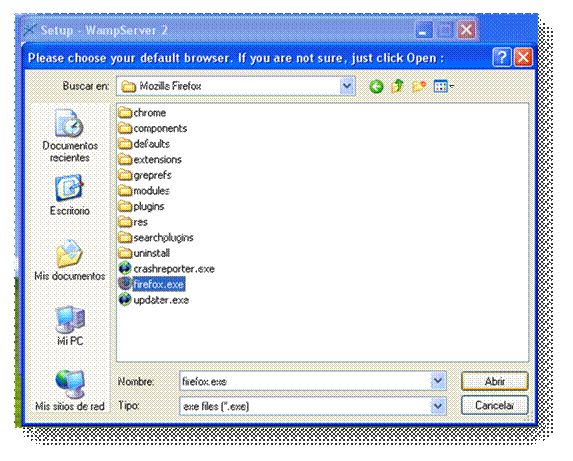 Setup - WampServer 2
Please choose your default browser. If you are not sure, just click Open :
Buscar en:
Mozilla Firefox
Documentos
recientes
Escritorio
Mis documentos
Mi PC
Mis sitios de red
chrome
components
defaults
extensions
greprefs
modules
plugins
res
searchplugins
uninstall
crashreporter.exe
firefox.exe
updater.exe
Nombre:
firefox.exe
Abrir
Tipo:
exe files (*.exe)
Cancelar